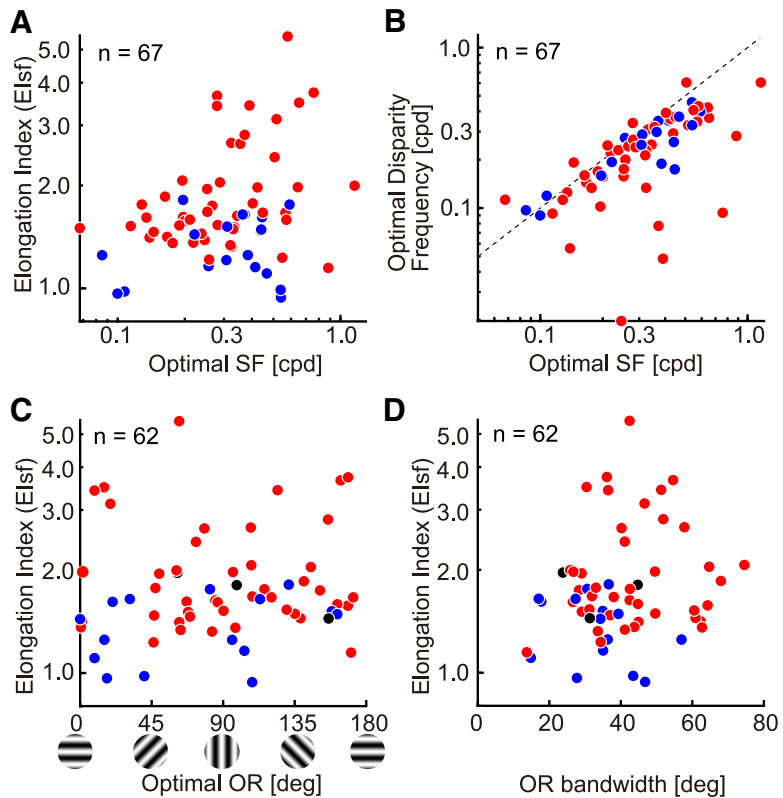 A
n = 67
Elongation Index (EIsf)
5.0
4.0
3.0
2.0
1.0
0.1
0.3
1.0
Optimal SF [cpd]
B
n = 67
Optimal Disparity
Frequency [cpd]
1.0
0.3
0.1
0.1
0.3
1.0
Optimal SF [cpd]
C
n = 62
Elongation Index (EIsf)
5.0
4.0
3.0
2.0
1.0
0
45
90
135
180
Optimal OR [deg]
D
n = 62
Elongation Index (EIsf)
5.0
4.0
3.0
2.0
1.0
0
20
40
60
80
OR bandwidth [deg]